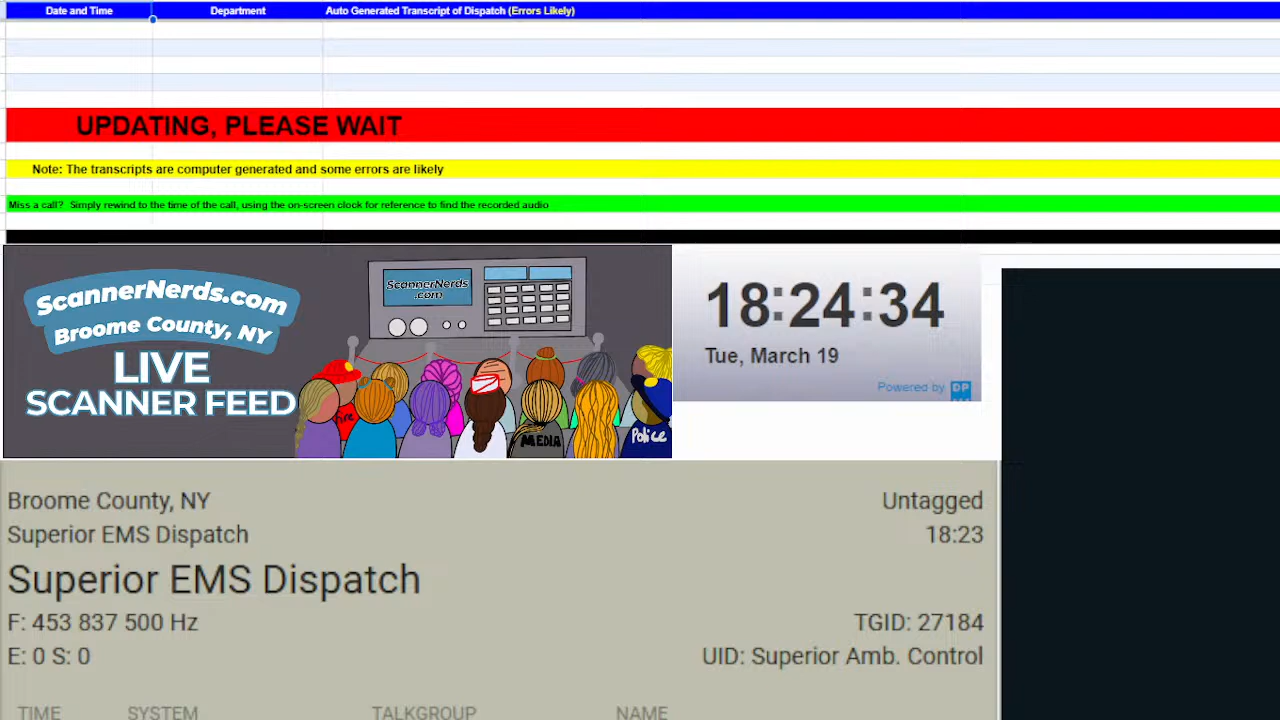 Date and Time Department Auto Generated Transcript of Dispatch (Errors Likely)
UPDATING, PLEASE WAIT
Note: The transcripts are computer generated and some errors are likely
Miss a call? Simply rewind to the time of the call, using the on-screen clock for reference to find the recorded audio
ScannerNerds.com
Broome County, NY
LIVE
SCANNER FEED
ScannerNerds
.com
Fire
MEDIA
Police
18:24:34
Tue, March 19
Powered by DP
Broome County, NY Untagged
Superior EMS Dispatch 18:23
Superior EMS Dispatch
F: 453 837 500 Hz TGID: 27184
E: 0 S: 0 UID: Superior Amb. Control
TIME SYSTEM TALKGROUP NAME